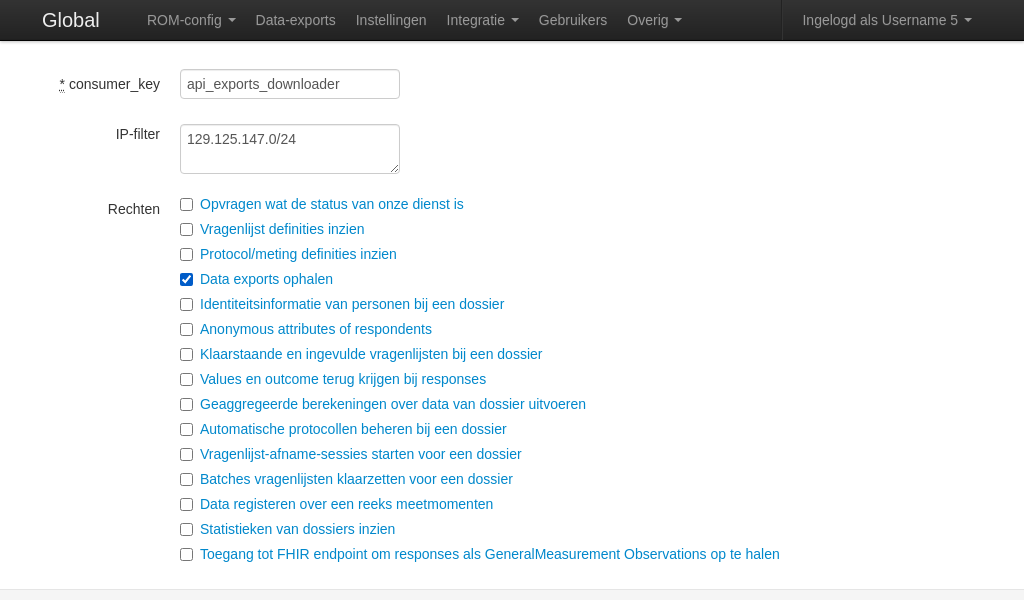 Global ROM-config Data-exports Instellingen Integratie Gebruikers Overig Ingelogd als Username 5
* consumer_key api_exports_downloader
IP-filter 129.125.147.0/24
Rechten
Opvragen wat de status van onze dienst is
Vragenlijst definities inzien
Protocol/meting definities inzien
Data exports ophalen
Identiteitsinformatie van personen bij een dossier
Anonymous attributes of respondents
Klaarstaande en ingevulde vragenlijsten bij een dossier
Values en outcome terug krijgen bij responses
Geaggregeerde berekeningen over data van dossier uitvoeren
Automatische protocollen beheren bij een dossier
Vragenlijst-afname-sessies starten voor een dossier
Batches vragenlijsten klaarzetten voor een dossier
Data registeren over een reeks meetmomenten
Statistieken van dossiers inzien
Toegang tot FHIR endpoint om responses als GeneralMeasurement Observations op te halen